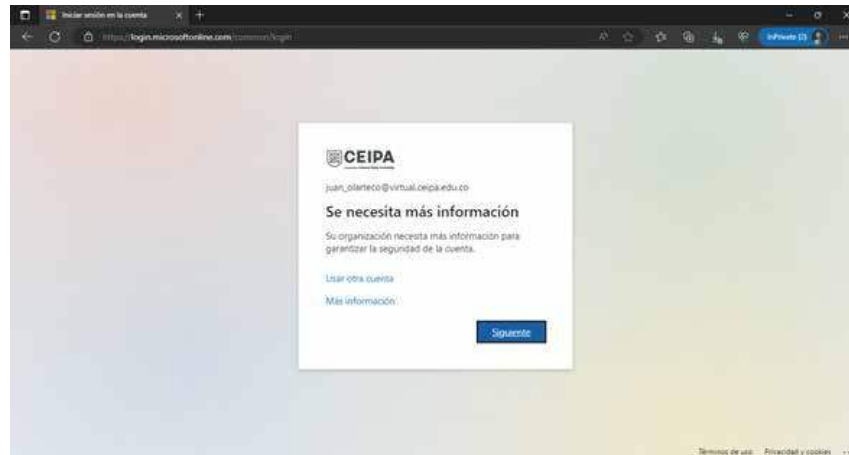 Iniciar sesión en la cuenta
https://login.microsoftonline.com/common/login
InPrivate (2)
CEIPA
juan_olarteco@virtual.ceipa.edu.co
Se necesita más información
Su organización necesita más información para
garantizar la seguridad de la cuenta.
Usar otra cuenta
Más información
Siguiente
Términos de uso Privacidad y cookies